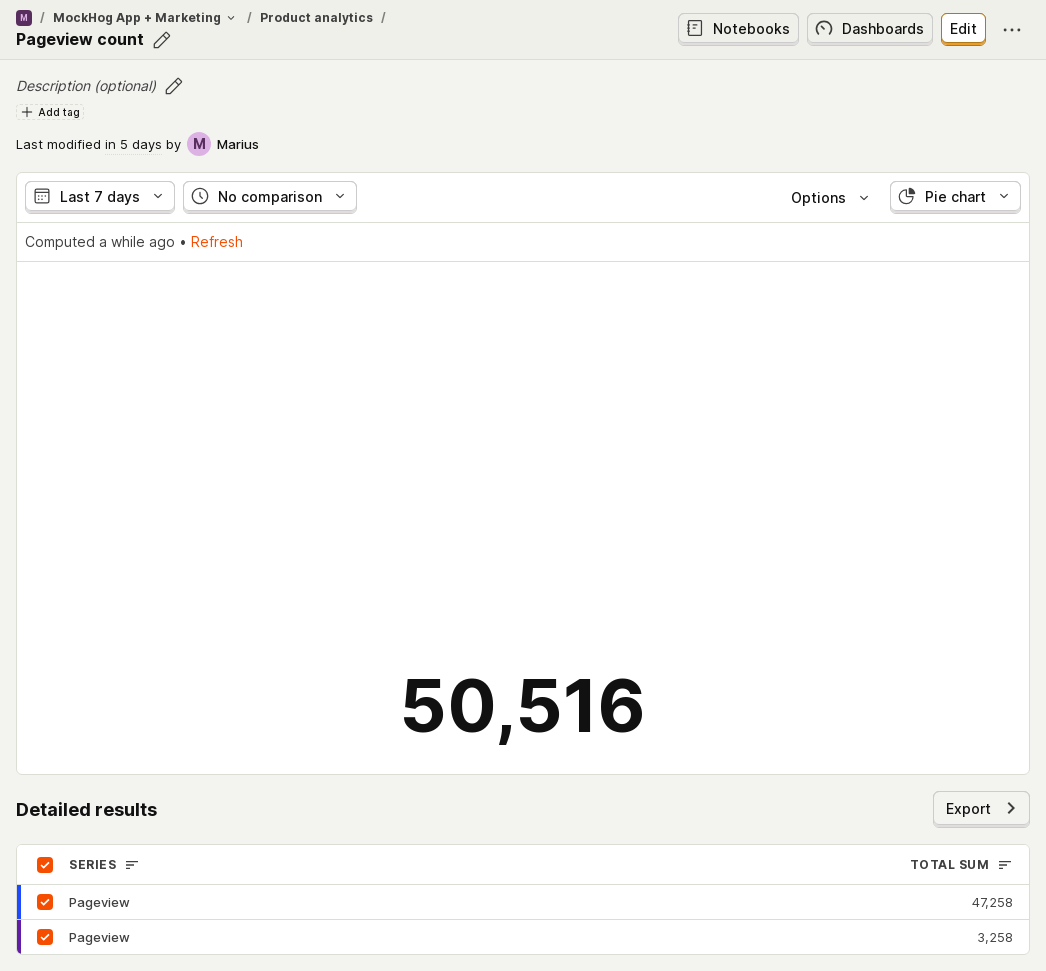 M / MockHog App + Marketing / Product analytics /
Pageview count
Notebooks
Dashboards
Edit
Description (optional)
Add tag
Last modified in 5 days by M Marius
Last 7 days
No comparison
Options
Pie chart
Computed a while ago • Refresh
50,516
Detailed results
Export
SERIES TOTAL SUM
Pageview 47,258
Pageview 3,258